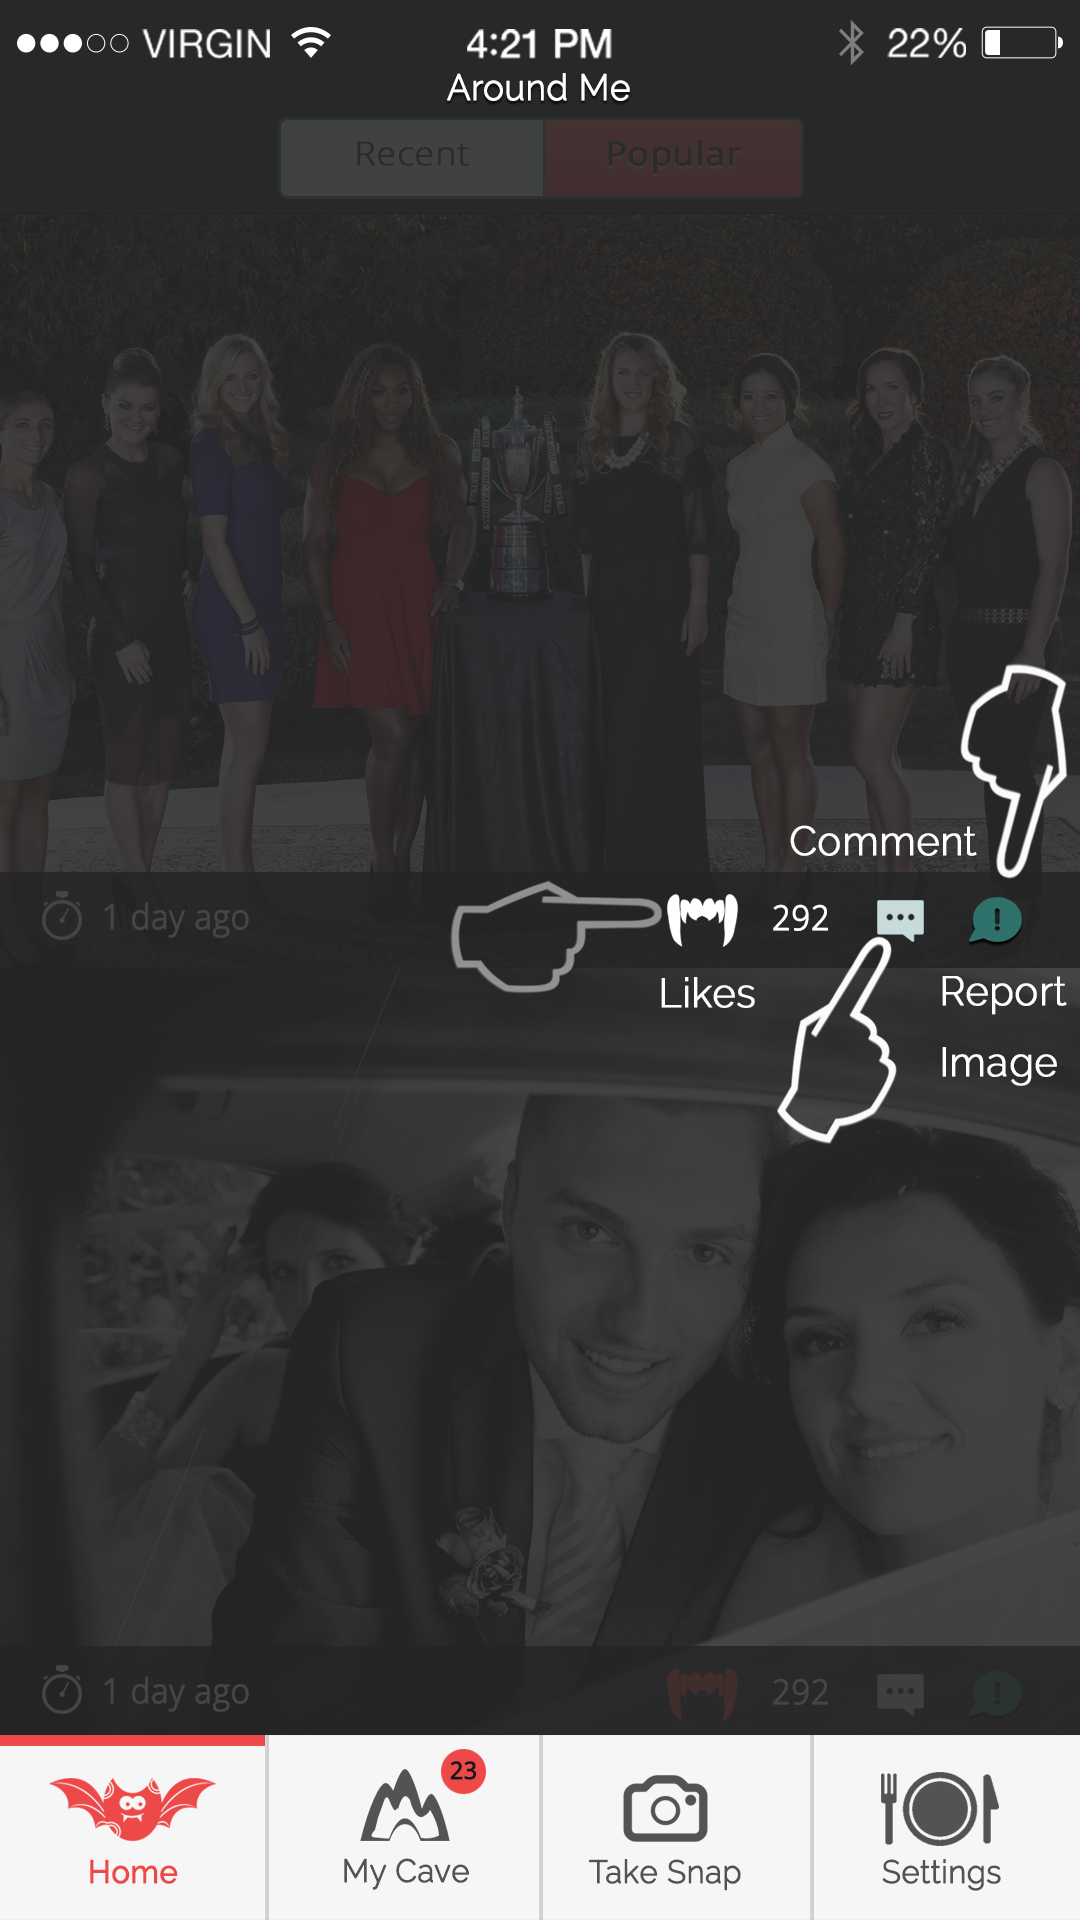 VIRGIN 4:21 PM 22%
Around Me
Recent Popular
Comment
1 day ago 292
Likes
Report
Image
1 day ago 292
23
Home My Cave Take Snap Settings